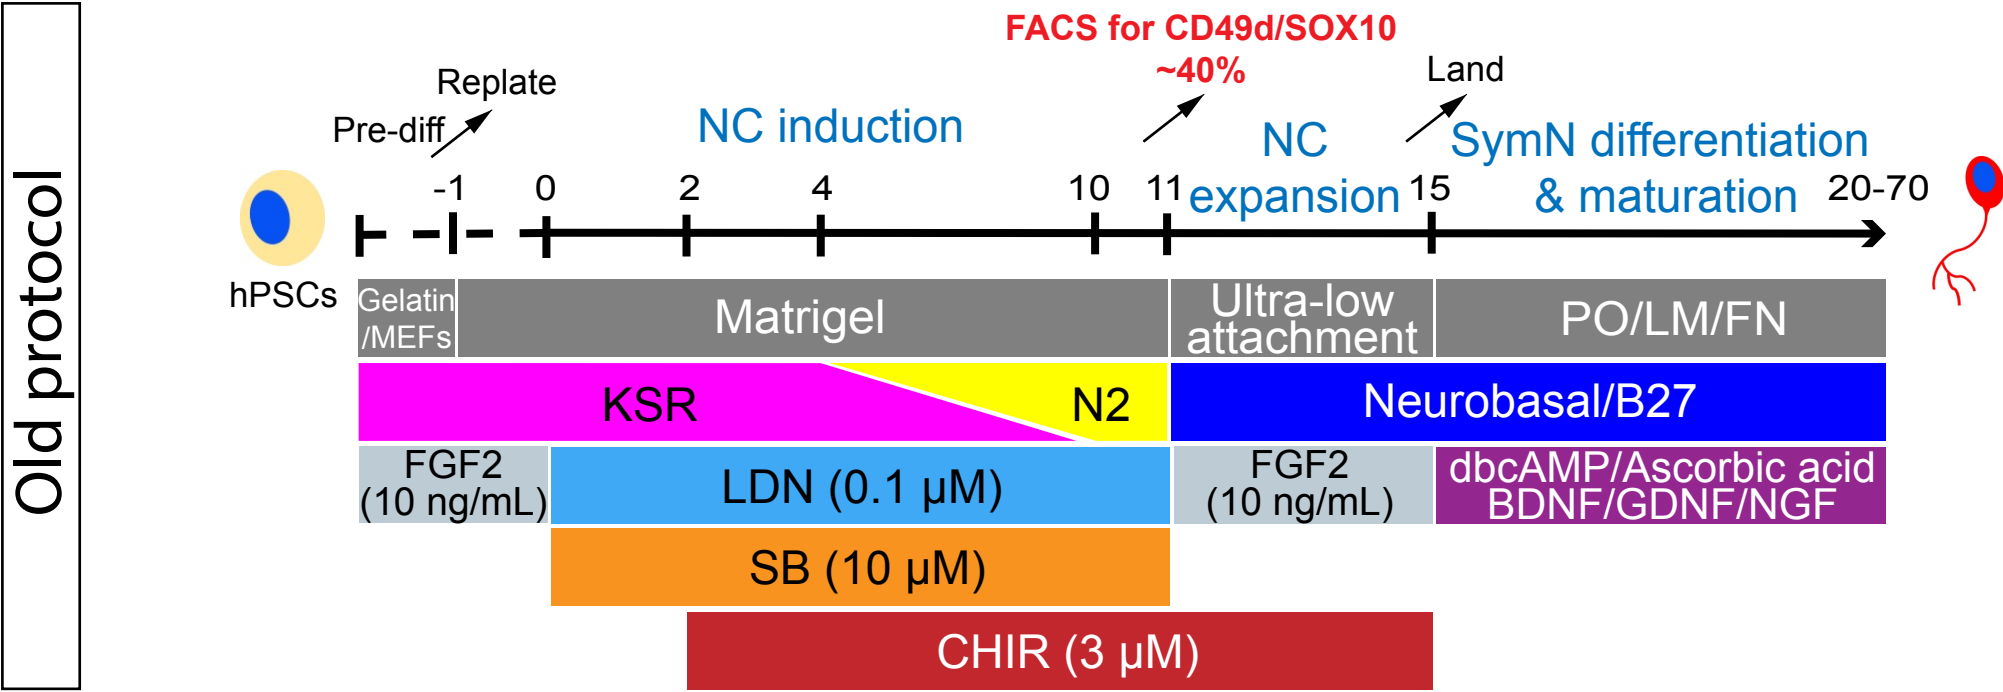 Old protocol
FACS for CD49d/SOX10
~40%
Replate
Land
Pre-diff
NC induction
NC
expansion
SymN differentiation
& maturation
-1
0
2
4
10
11
15
20-70
hPSCs
Gelatin
/MEFs
Matrigel
Ultra-low
attachment
PO/LM/FN
KSR
N2
Neurobasal/B27
FGF2
(10 ng/mL)
LDN (0.1 µM)
FGF2
(10 ng/mL)
dbcAMP/Ascorbic acid
BDNF/GDNF/NGF
SB (10 µM)
CHIR (3 µM)